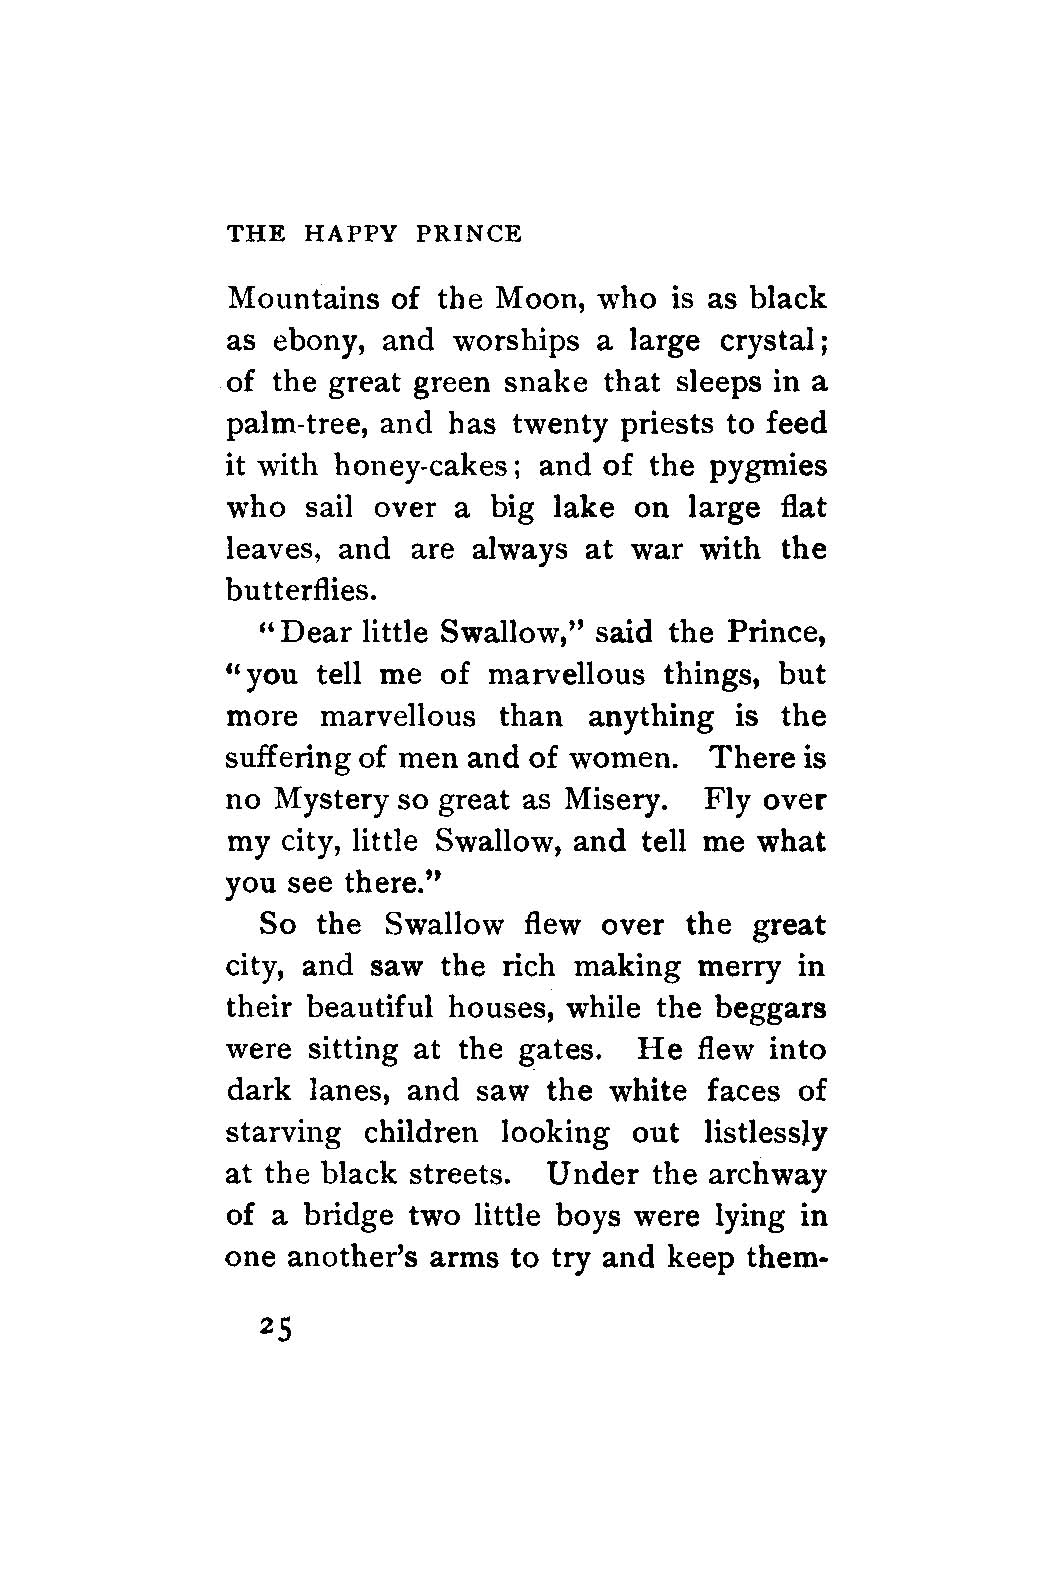 THE HAPPY PRINCE
Mountains of the Moon, who is as black
as ebony, and worships a large crystal;
of the great green snake that sleeps in a
palm-tree, and has twenty priests to feed
it with honey-cakes; and of the pygmies
who sail over a big lake on large flat
leaves, and are always at war with the
butterflies.
"Dear little Swallow," said the Prince,
"you tell me of marvellous things, but
more marvellous than anything is the
suffering of men and of women. There is
no Mystery so great as Misery. Fly over
my city, little Swallow, and tell me what
you see there."
So the Swallow flew over the great
city, and saw the rich making merry in
their beautiful houses, while the beggars
were sitting at the gates. He flew into
dark lanes, and saw the white faces of
starving children looking out listlessly
at the black streets. Under the archway
of a bridge two little boys were lying in
one another's arms to try and keep them-
25